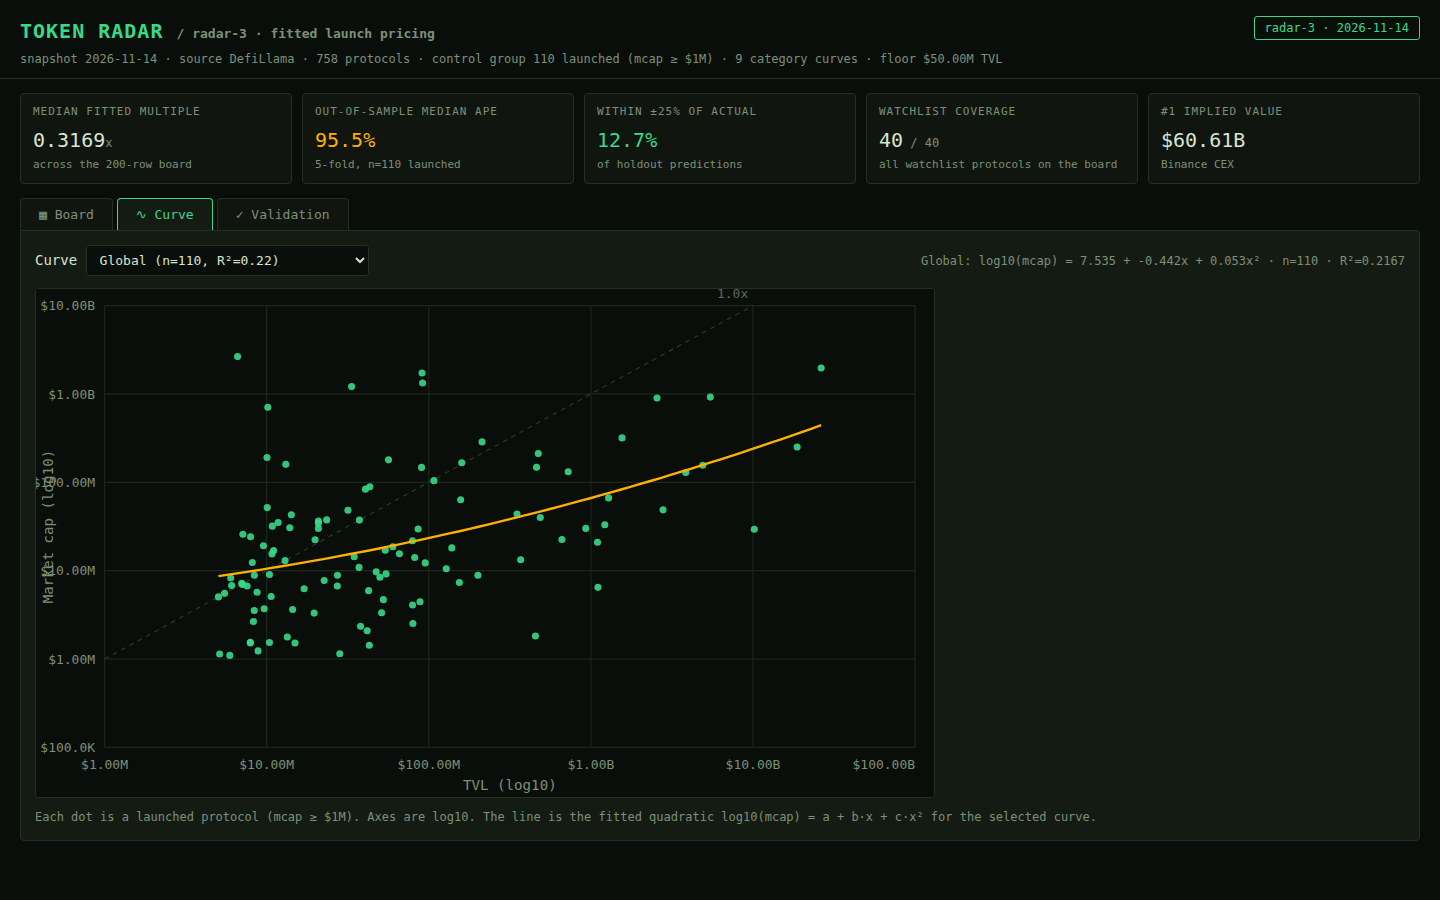 TOKEN RADAR / radar-3 · fitted launch pricing
radar-3 · 2026-11-14
snapshot 2026-11-14 · source DefiLlama · 758 protocols · control group 110 launched (mcap ≥ $1M) · 9 category curves · floor $50.00M TVL
MEDIAN FITTED MULTIPLE
0.3169x
across the 200-row board
OUT-OF-SAMPLE MEDIAN APE
95.5%
5-fold, n=110 launched
WITHIN ±25% OF ACTUAL
12.7%
of holdout predictions
WATCHLIST COVERAGE
40 / 40
all watchlist protocols on the board
#1 IMPLIED VALUE
$60.61B
Binance CEX
▦ Board
∿ Curve
✓ Validation
Curve
Global (n=110, R²=0.22)
Global: log10(mcap) = 7.535 + -0.442x + 0.053x² · n=110 · R²=0.2167
1.0x
$10.00B
$1.00B
$100.00M
$10.00M
$1.00M
$100.0K
Market cap (log10)
$1.00M
$10.00M
$100.00M
$1.00B
$10.00B
$100.00B
TVL (log10)
Each dot is a launched protocol (mcap ≥ $1M). Axes are log10. The line is the fitted quadratic log10(mcap) = a + b·x + c·x² for the selected curve.